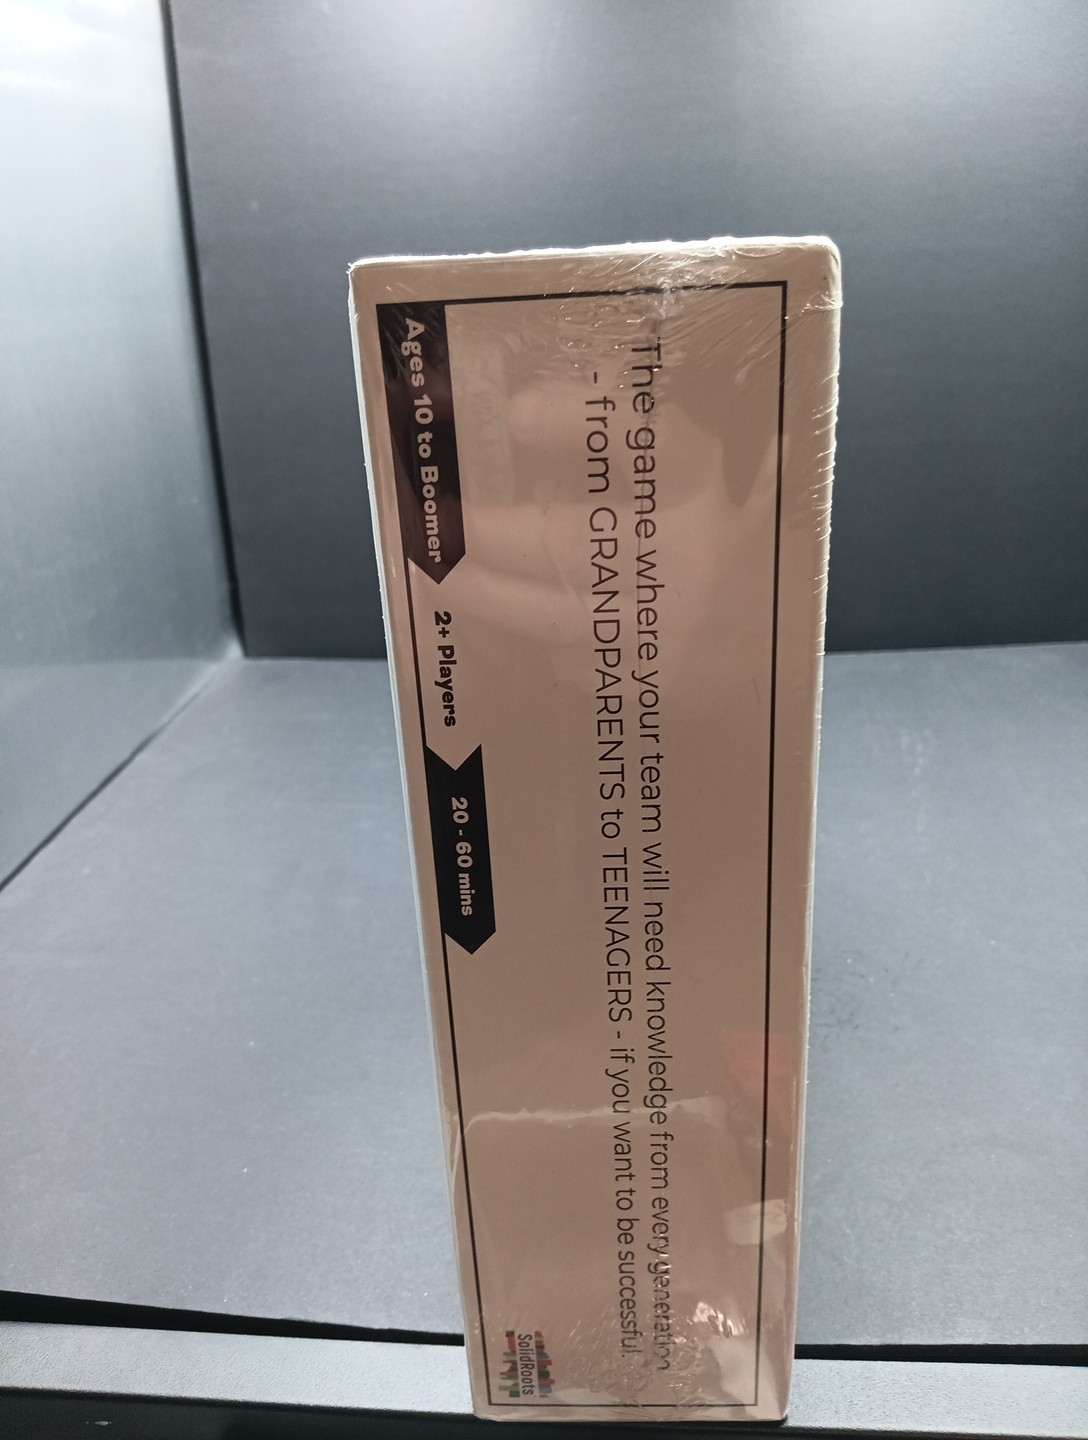 The game where your team will need knowledge from every generation
- from GRANDPARENTS to TEENAGERS - if you want to be successful.
Ages 10 to Boomer
2+ Players
20 - 60 mins
SolidRoots